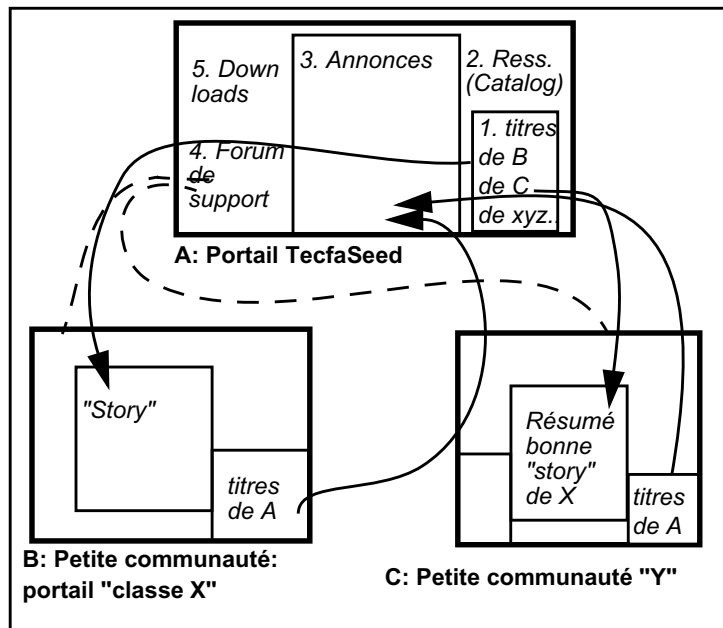 5. Down
loads
3. Annonces
2. Ress.
(Catalog)
1. titres
de B
de C
de xyz..
4. Forum
de
support
A: Portail TecfaSeed
"Story"
titres
de A
B: Petite communauté:
portail "classe X"
Résumé
bonne
"story"
de X
titres
de A
C: Petite communauté "Y"